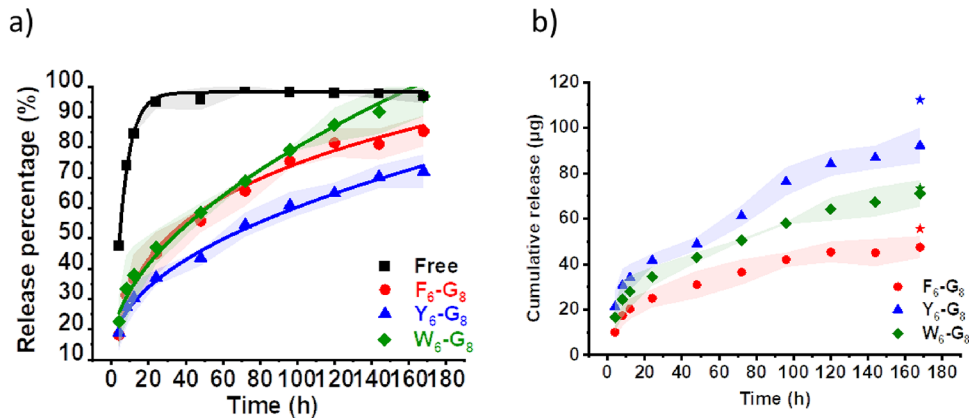 a)
b)
Release percentage (%)
100
90
80
70
60
50
40
30
20
10
Free
F₆-G₈
Y₆-G₈
W₆-G₈
0 20 40 60 80 100 120 140 160 180
Time (h)
Cumulative release (µg)
120
100
80
60
40
20
0
F₆-G₈
Y₆-G₈
W₆-G₈
0 20 40 60 80 100 120 140 160 180
Time (h)